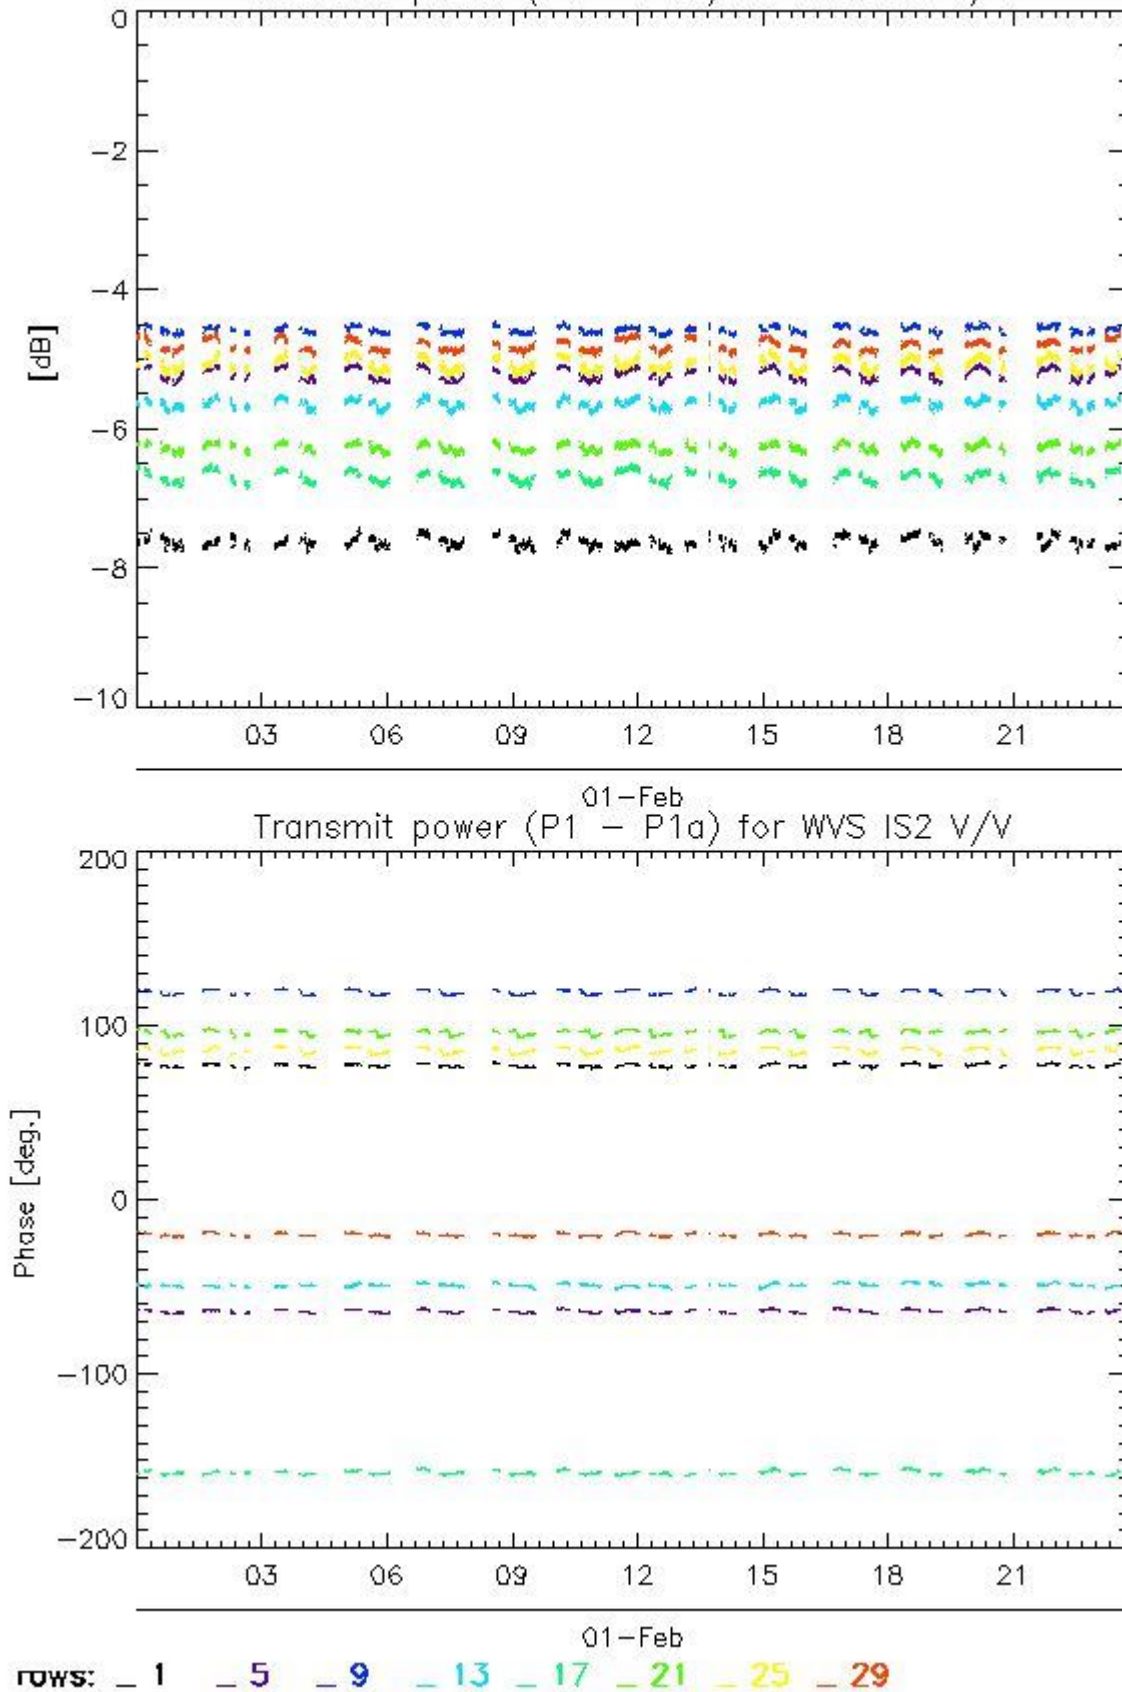 0
-2
-4
[dB]
-6
-8
-10
03 06 09 12 15 18 21
01-Feb
Transmit power (P1 - P1a) for WVS IS2 V/V
200
100
0
Phase [deg.]
-100
-200
03 06 09 12 15 18 21
01-Feb
rows: _ 1 _ 5 _ 9 _ 13 _ 17 _ 21 _ 25 _ 29